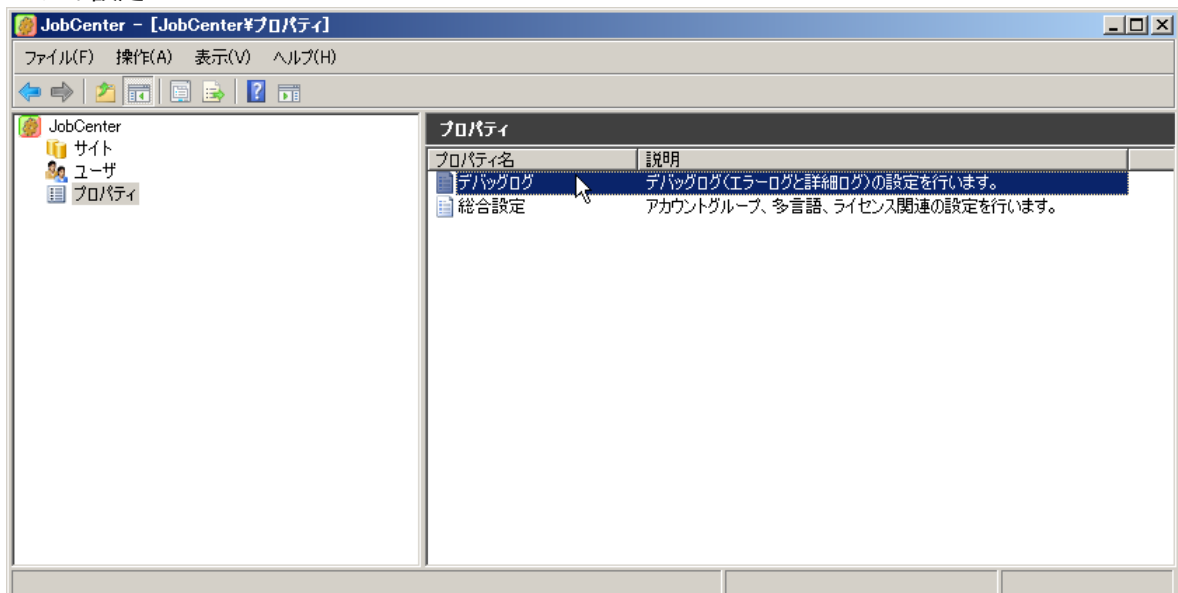 JobCenter - [JobCenter¥プロパティ]
ファイル(F) 操作(A) 表示(V) ヘルプ(H)
JobCenter
サイト
ユーザ
プロパティ
プロパティ
プロパティ名 説明
デバッグログ デバッグログ(エラーログと詳細ログ)の設定を行います。
総合設定 アカウントグループ、多言語、ライセンス関連の設定を行います。